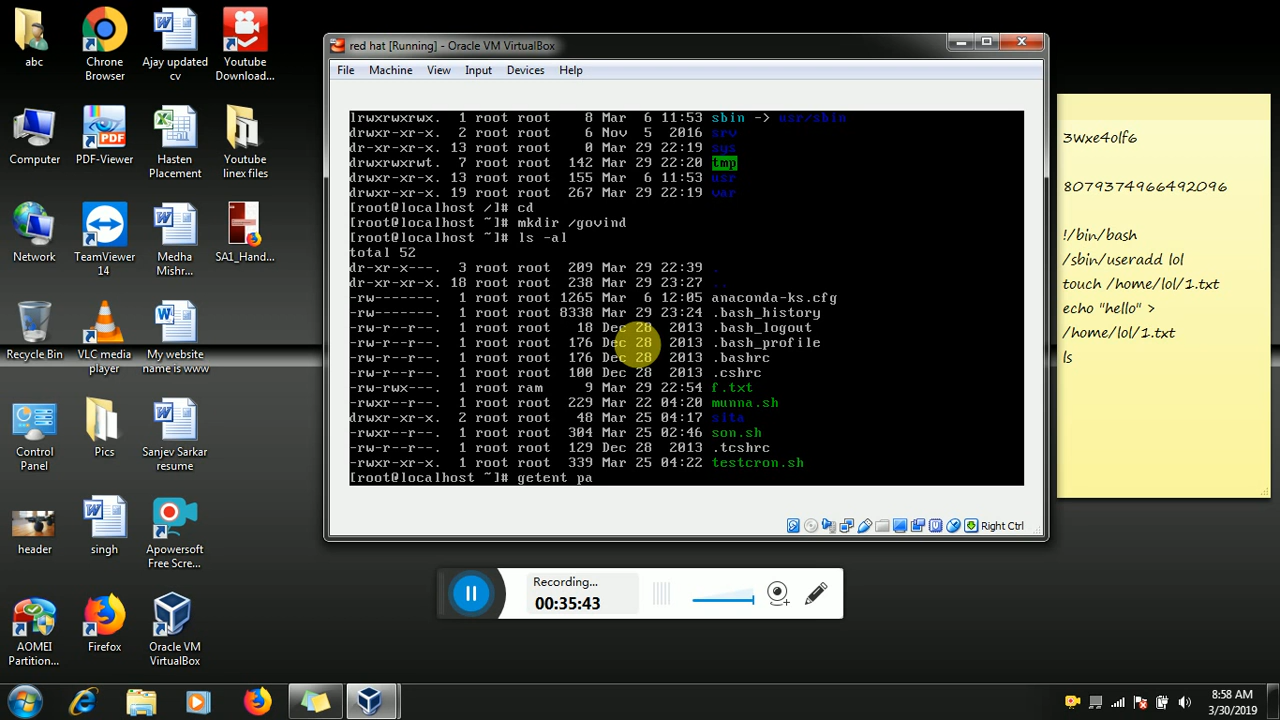 abc
Chrome Browser
Ajay updated cv
Youtube Download...
Computer
PDF-Viewer
Hasten Placement
Youtube linex files
Network
TeamViewer 14
Medha Mishr...
SA1_Hand...
Recycle Bin
VLC media player
My website name is www
Control Panel
Pics
Sanjev Sarkar resume
header
singh
Apowersoft Free Scre...
AOMEI Partition...
Firefox
Oracle VM VirtualBox
red hat [Running] - Oracle VM VirtualBox
File Machine View Input Devices Help
lrwxrwxrwx. 1 root root 8 Mar 6 11:53 sbin -> usr/sbin
drwxr-xr-x. 2 root root 6 Nov 5 2016 srv
dr-xr-xr-x. 13 root root 0 Mar 29 22:19 sys
drwxrwxrwt. 7 root root 142 Mar 29 22:20 tmp
drwxr-xr-x. 13 root root 155 Mar 6 11:53 usr
drwxr-xr-x. 19 root root 267 Mar 29 22:19 var
[root@localhost /]# cd
[root@localhost ~]# mkdir /govind
[root@localhost ~]# ls -al
total 52
dr-xr-x---. 3 root root 209 Mar 29 22:39 .
dr-xr-xr-x. 18 root root 238 Mar 29 23:27 ..
-rw-------. 1 root root 1265 Mar 6 12:05 anaconda-ks.cfg
-rw-------. 1 root root 8338 Mar 29 23:24 .bash_history
-rw-r--r--. 1 root root 18 Dec 28 2013 .bash_logout
-rw-r--r--. 1 root root 176 Dec 28 2013 .bash_profile
-rw-r--r--. 1 root root 176 Dec 28 2013 .bashrc
-rw-r--r--. 1 root root 100 Dec 28 2013 .cshrc
-rw-rwx---. 1 root ram 9 Mar 29 22:54 f.txt
-rwxr--r--. 1 root root 229 Mar 22 04:20 munna.sh
drwxr-xr-x. 2 root root 48 Mar 25 04:17 sita
-rwxr-xr-x. 1 root root 304 Mar 25 02:46 son.sh
-rw-r--r--. 1 root root 129 Dec 28 2013 .tcshrc
-rwxr-xr-x. 1 root root 339 Mar 25 04:22 testcron.sh
[root@localhost ~]# getent pa
Right Ctrl
Recording...
00:35:43
3Wxe4olf6
8079374966492096
!/bin/bash
/sbin/useradd lol
touch /home/lol/1.txt
echo "hello" >
/home/lol/1.txt
ls
8:58 AM
3/30/2019